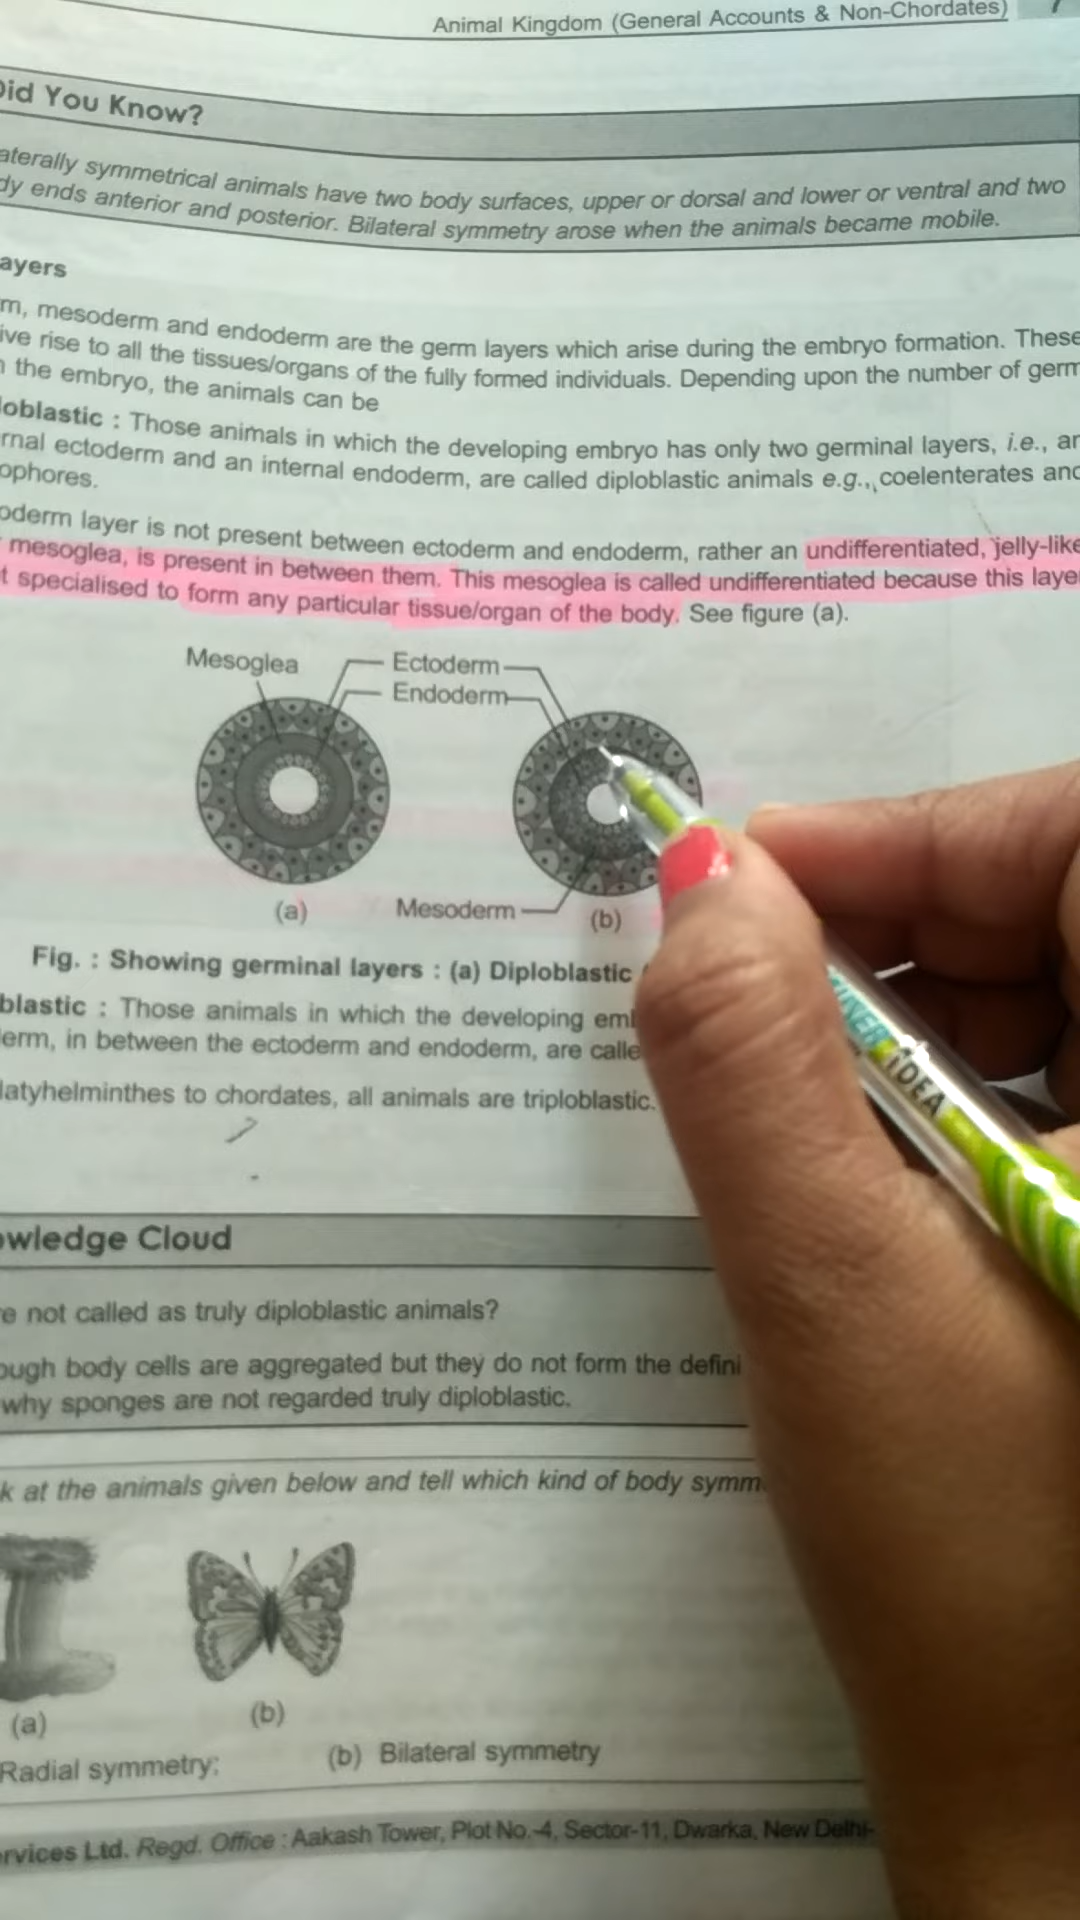 Animal Kingdom (General Accounts & Non-Chordates)
Did You Know?
aterally symmetrical animals have two body surfaces, upper or dorsal and lower or ventral and two
dy ends anterior and posterior. Bilateral symmetry arose when the animals became mobile.
ayers
m, mesoderm and endoderm are the germ layers which arise during the embryo formation. These
ive rise to all the tissues/organs of the fully formed individuals. Depending upon the number of germ
the embryo, the animals can be
loblastic : Those animals in which the developing embryo has only two germinal layers, i.e., an
rnal ectoderm and an internal endoderm, are called diploblastic animals e.g., coelenterates and
ophores.
oderm layer is not present between ectoderm and endoderm, rather an undifferentiated, jelly-like
mesoglea, is present in between them. This mesoglea is called undifferentiated because this layer
t specialised to form any particular tissue/organ of the body. See figure (a).
Mesoglea
Ectoderm
Endoderm
Mesoderm
(a)
(b)
Fig. : Showing germinal layers : (a) Diploblastic
blastic : Those animals in which the developing em
erm, in between the ectoderm and endoderm, are calle
latyhelminthes to chordates, all animals are triploblastic.
owledge Cloud
e not called as truly diploblastic animals?
ough body cells are aggregated but they do not form the defini
why sponges are not regarded truly diploblastic.
k at the animals given below and tell which kind of body symm
(a)
(b)
Radial symmetry;
(b) Bilateral symmetry
rvices Ltd. Regd. Office : Aakash Tower, Plot No.-4, Sector-11, Dwarka, New Delhi-
iDEA